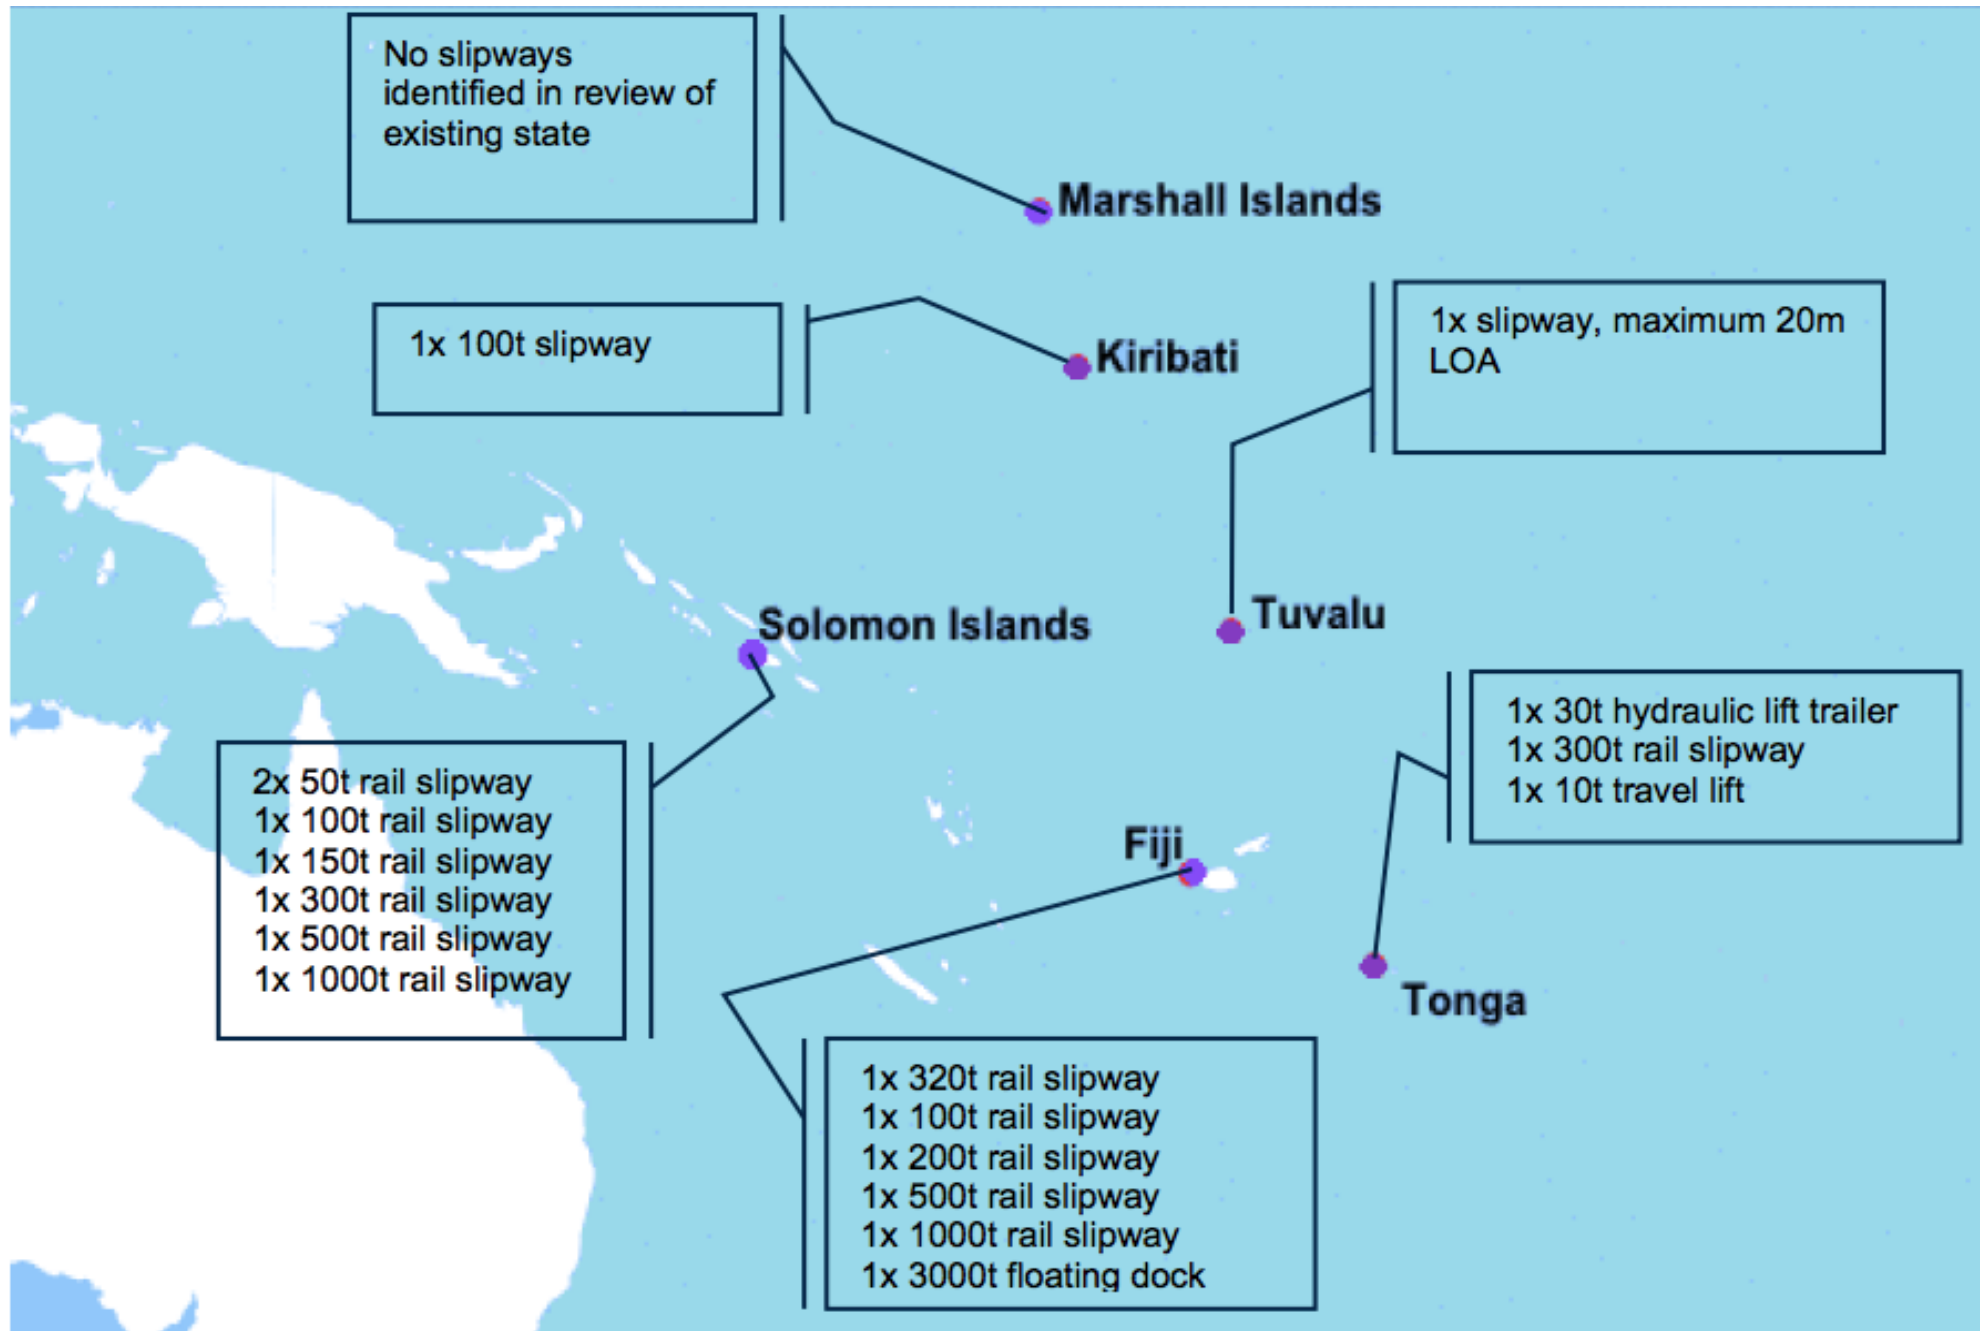 No slipways
identified in review of
existing state
Marshall Islands
1x 100t slipway
Kiribati
1x slipway, maximum 20m
LOA
Solomon Islands
Tuvalu
2x 50t rail slipway
1x 100t rail slipway
1x 150t rail slipway
1x 300t rail slipway
1x 500t rail slipway
1x 1000t rail slipway
1x 30t hydraulic lift trailer
1x 300t rail slipway
1x 10t travel lift
Fiji
Tonga
1x 320t rail slipway
1x 100t rail slipway
1x 200t rail slipway
1x 500t rail slipway
1x 1000t rail slipway
1x 3000t floating dock